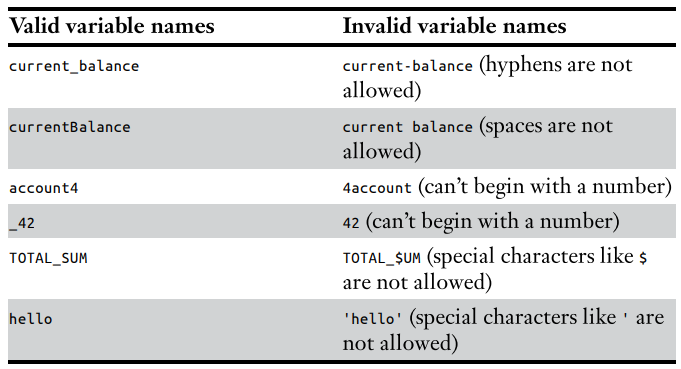 Valid variable names Invalid variable names
current_balance current-balance (hyphens are not
allowed)
currentBalance current balance (spaces are not
allowed)
account4 4account (can’t begin with a number)
_42 42 (can’t begin with a number)
TOTAL_SUM TOTAL_$UM (special characters like $
are not allowed)
hello 'hello' (special characters like ' are
not allowed)